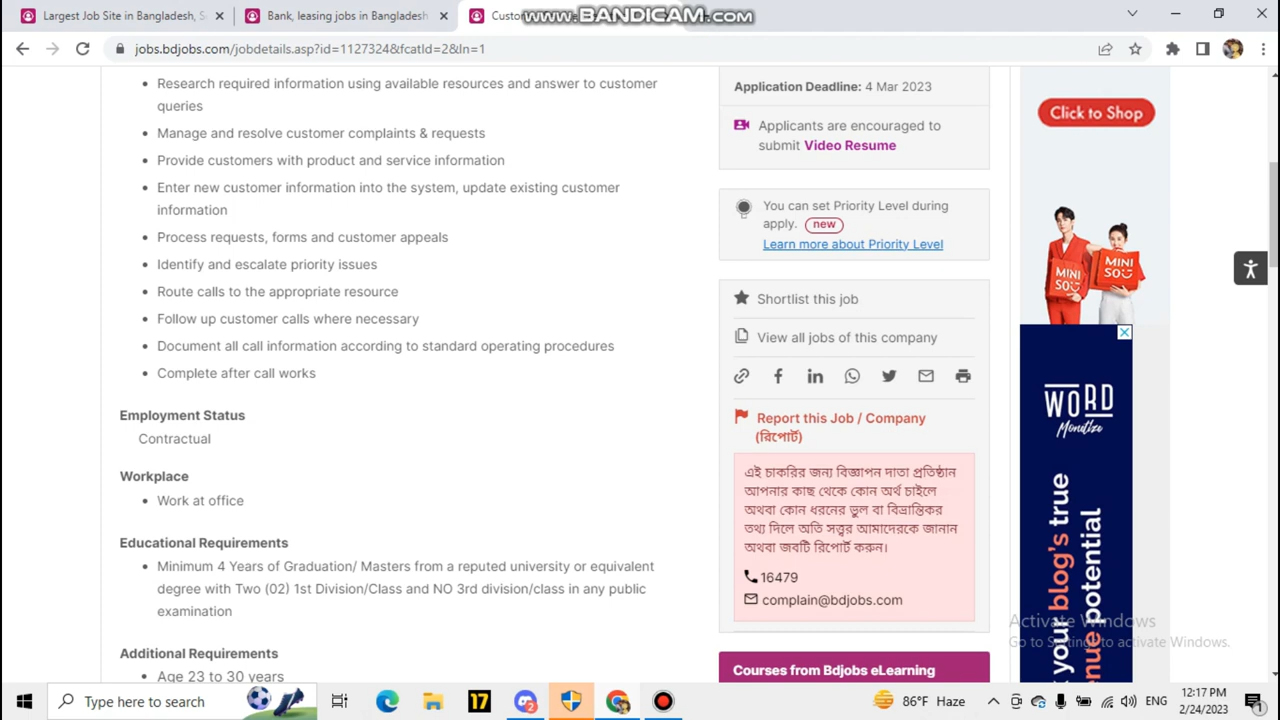 Largest Job Site in Bangladesh, S
Bank, leasing jobs in Bangladesh
Custo
www.BANDICAM.com
jobs.bdjobs.com/jobdetails.asp?id=1127324&fcatId=2&ln=1
Research required information using available resources and answer to customer
queries
Manage and resolve customer complaints & requests
Provide customers with product and service information
Enter new customer information into the system, update existing customer
information
Process requests, forms and customer appeals
Identify and escalate priority issues
Route calls to the appropriate resource
Follow up customer calls where necessary
Document all call information according to standard operating procedures
Complete after call works
Employment Status
Contractual
Workplace
Work at office
Educational Requirements
Minimum 4 Years of Graduation/Masters from a reputed university or equivalent
degree with Two (02) 1st Division/Class and NO 3rd division/class in any public
examination
Additional Requirements
Age 23 to 30 years
Application Deadline: 4 Mar 2023
Applicants are encouraged to
submit Video Resume
You can set Priority Level during
apply. new
Learn more about Priority Level
Shortlist this job
View all jobs of this company
Report this Job / Company
(রিপোর্ট)
এই চাকরির জন্য বিজ্ঞাপন দাতা প্রতিষ্ঠান
আপনার কাছ থেকে কোন অর্থ চাইলে
অথবা কোন ধরনের ভুল বা বিভ্রান্তিকর
তথ্য দিলে অতি সত্ত্বর আমাদেরকে জানান
অথবা জবটি রিপোর্ট করুন।
16479
complain@bdjobs.com
Courses from Bdjobs eLearning
Click to Shop
MINI
SO
MINI
SO
WORD
Monetize
your blog's true
nue potential
Activate Windows
Go to Settings to activate Windows.
Type here to search
17
2
86°F Haze
ENG
12:17 PM
2/24/2023
1